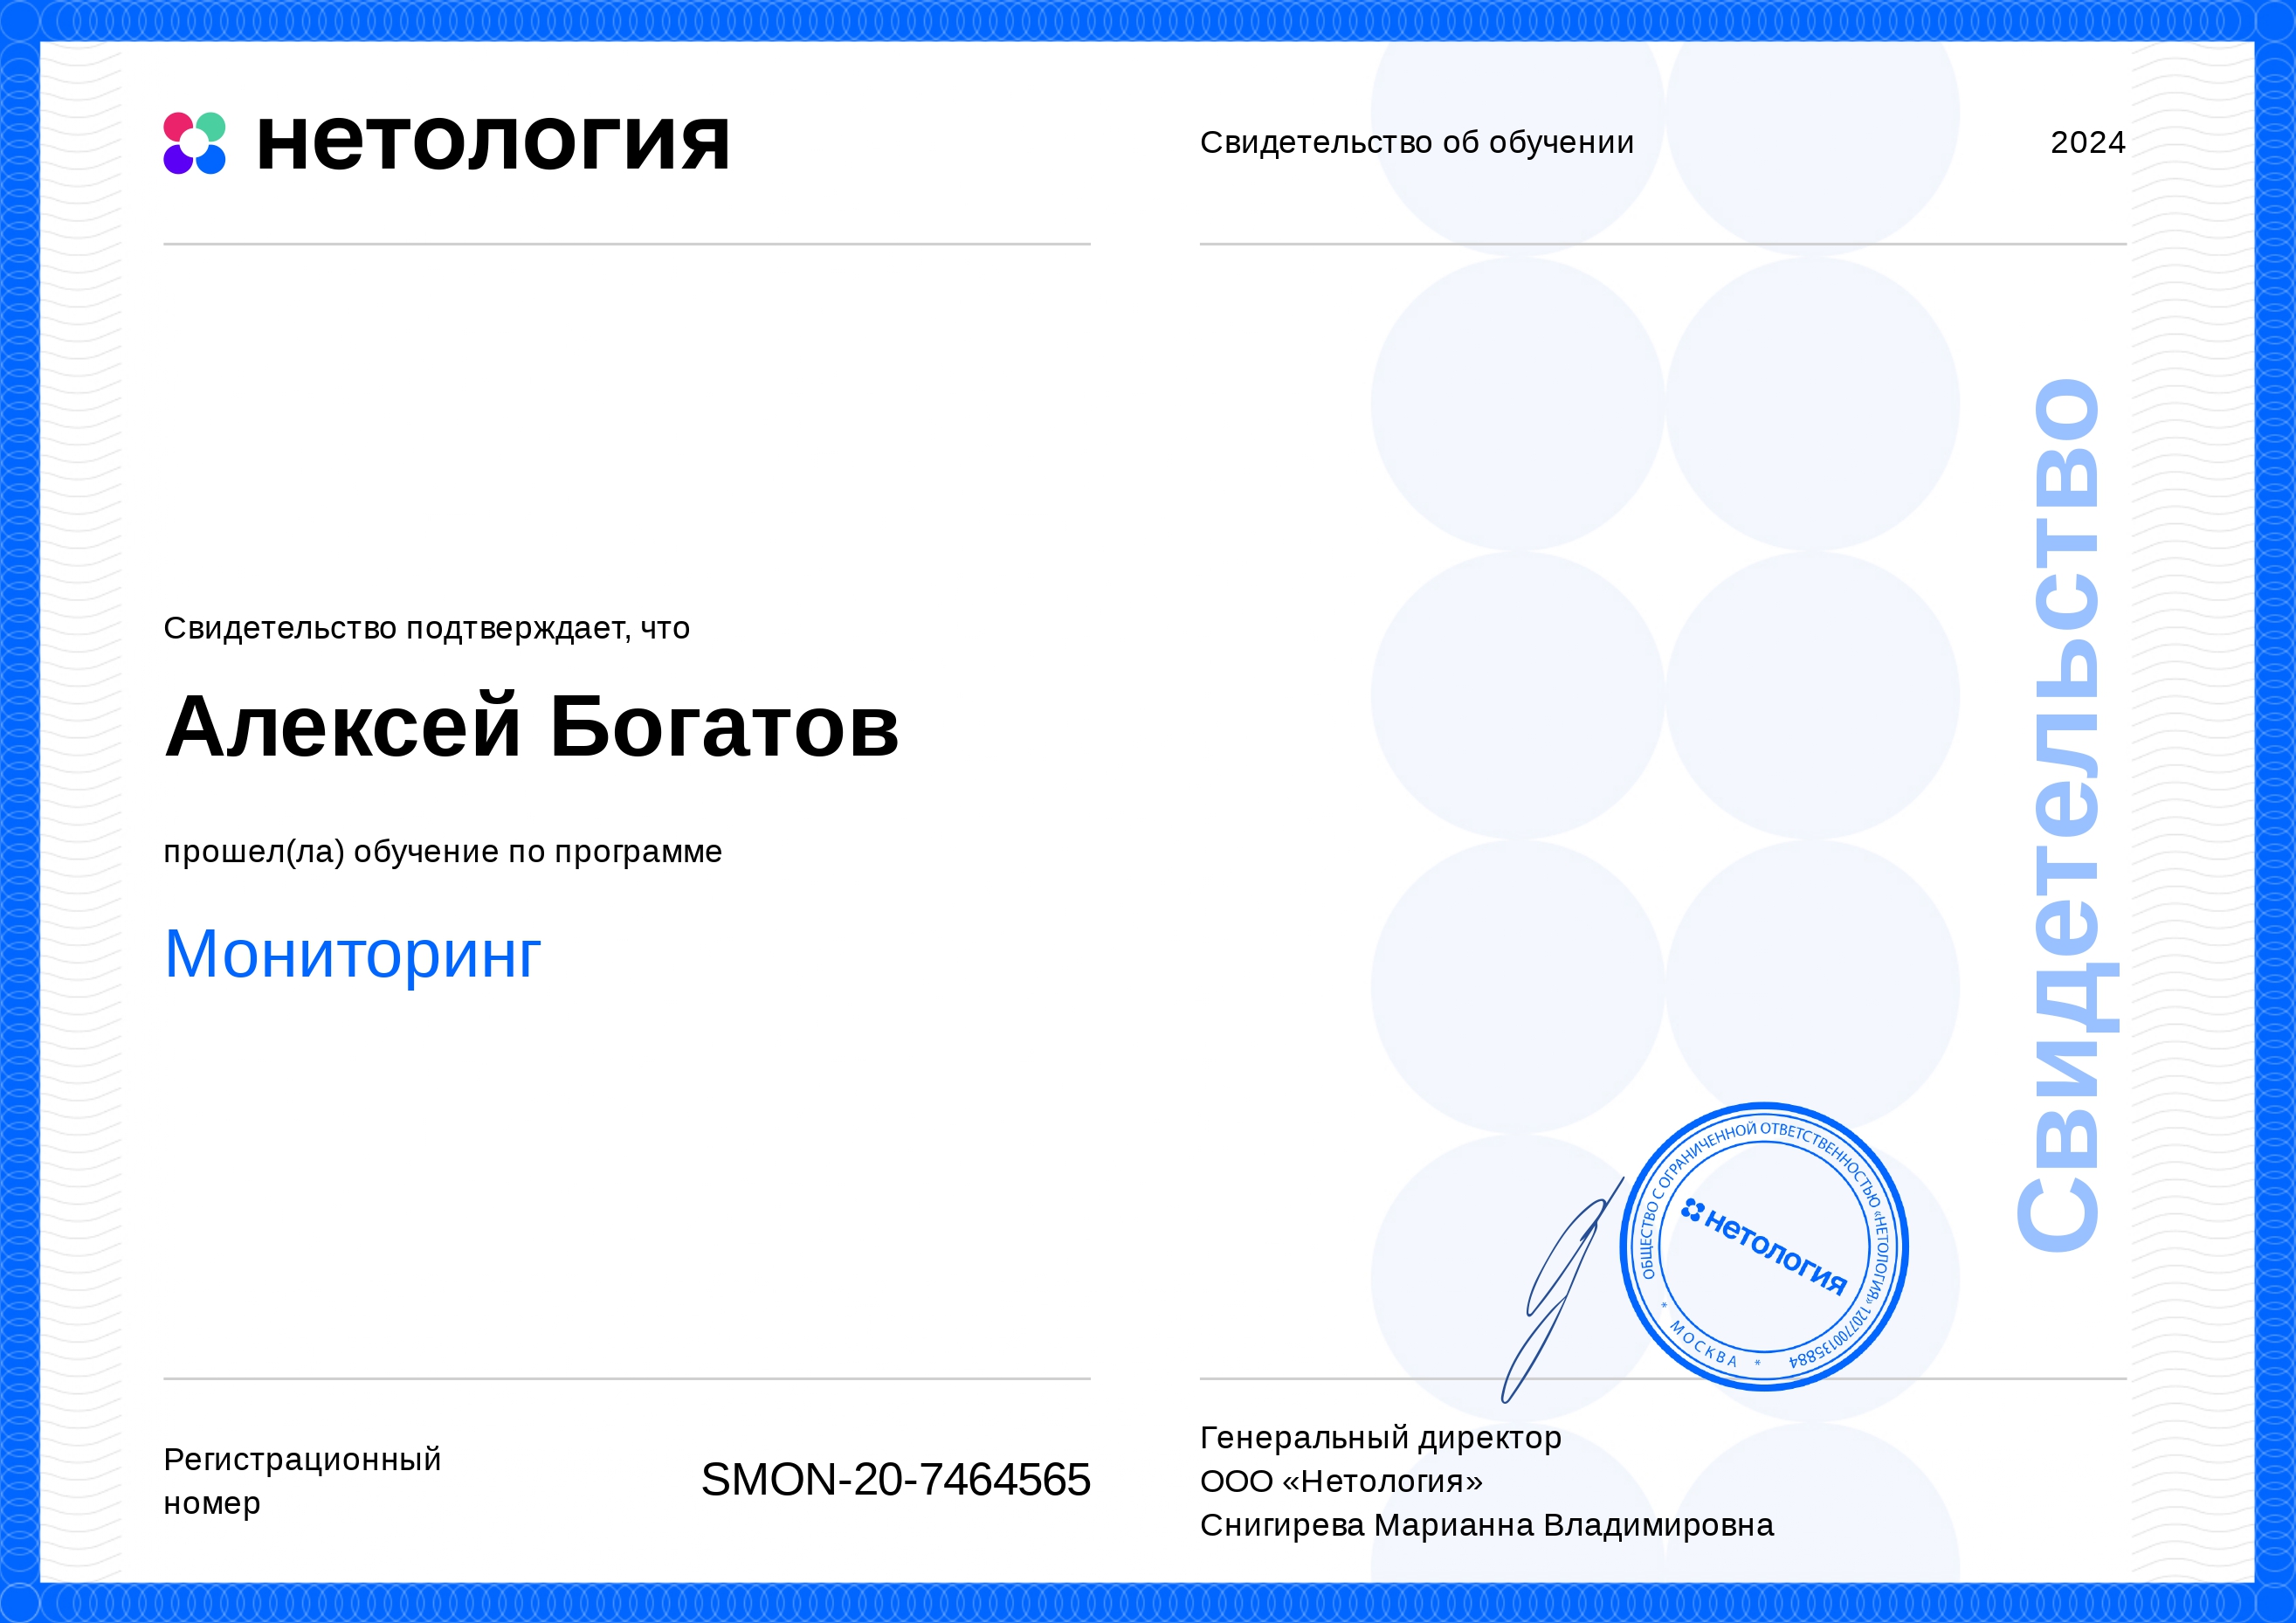 нетология
Свидетельство об обучении
2024
Свидетельство подтверждает, что
Алексей Богатов
прошел(ла) обучение по программе
Мониторинг
Свидетельство
ОБЩЕСТВО С ОГРАНИЧЕННОЙ ОТВЕТСТВЕННОСТЬЮ «НЕТОЛОГИЯ» 1207700135884
* МОСКВА *
нетология
Регистрационный
номер
SMON-20-7464565
Генеральный директор
ООО «Нетология»
Снигирева Марианна Владимировна